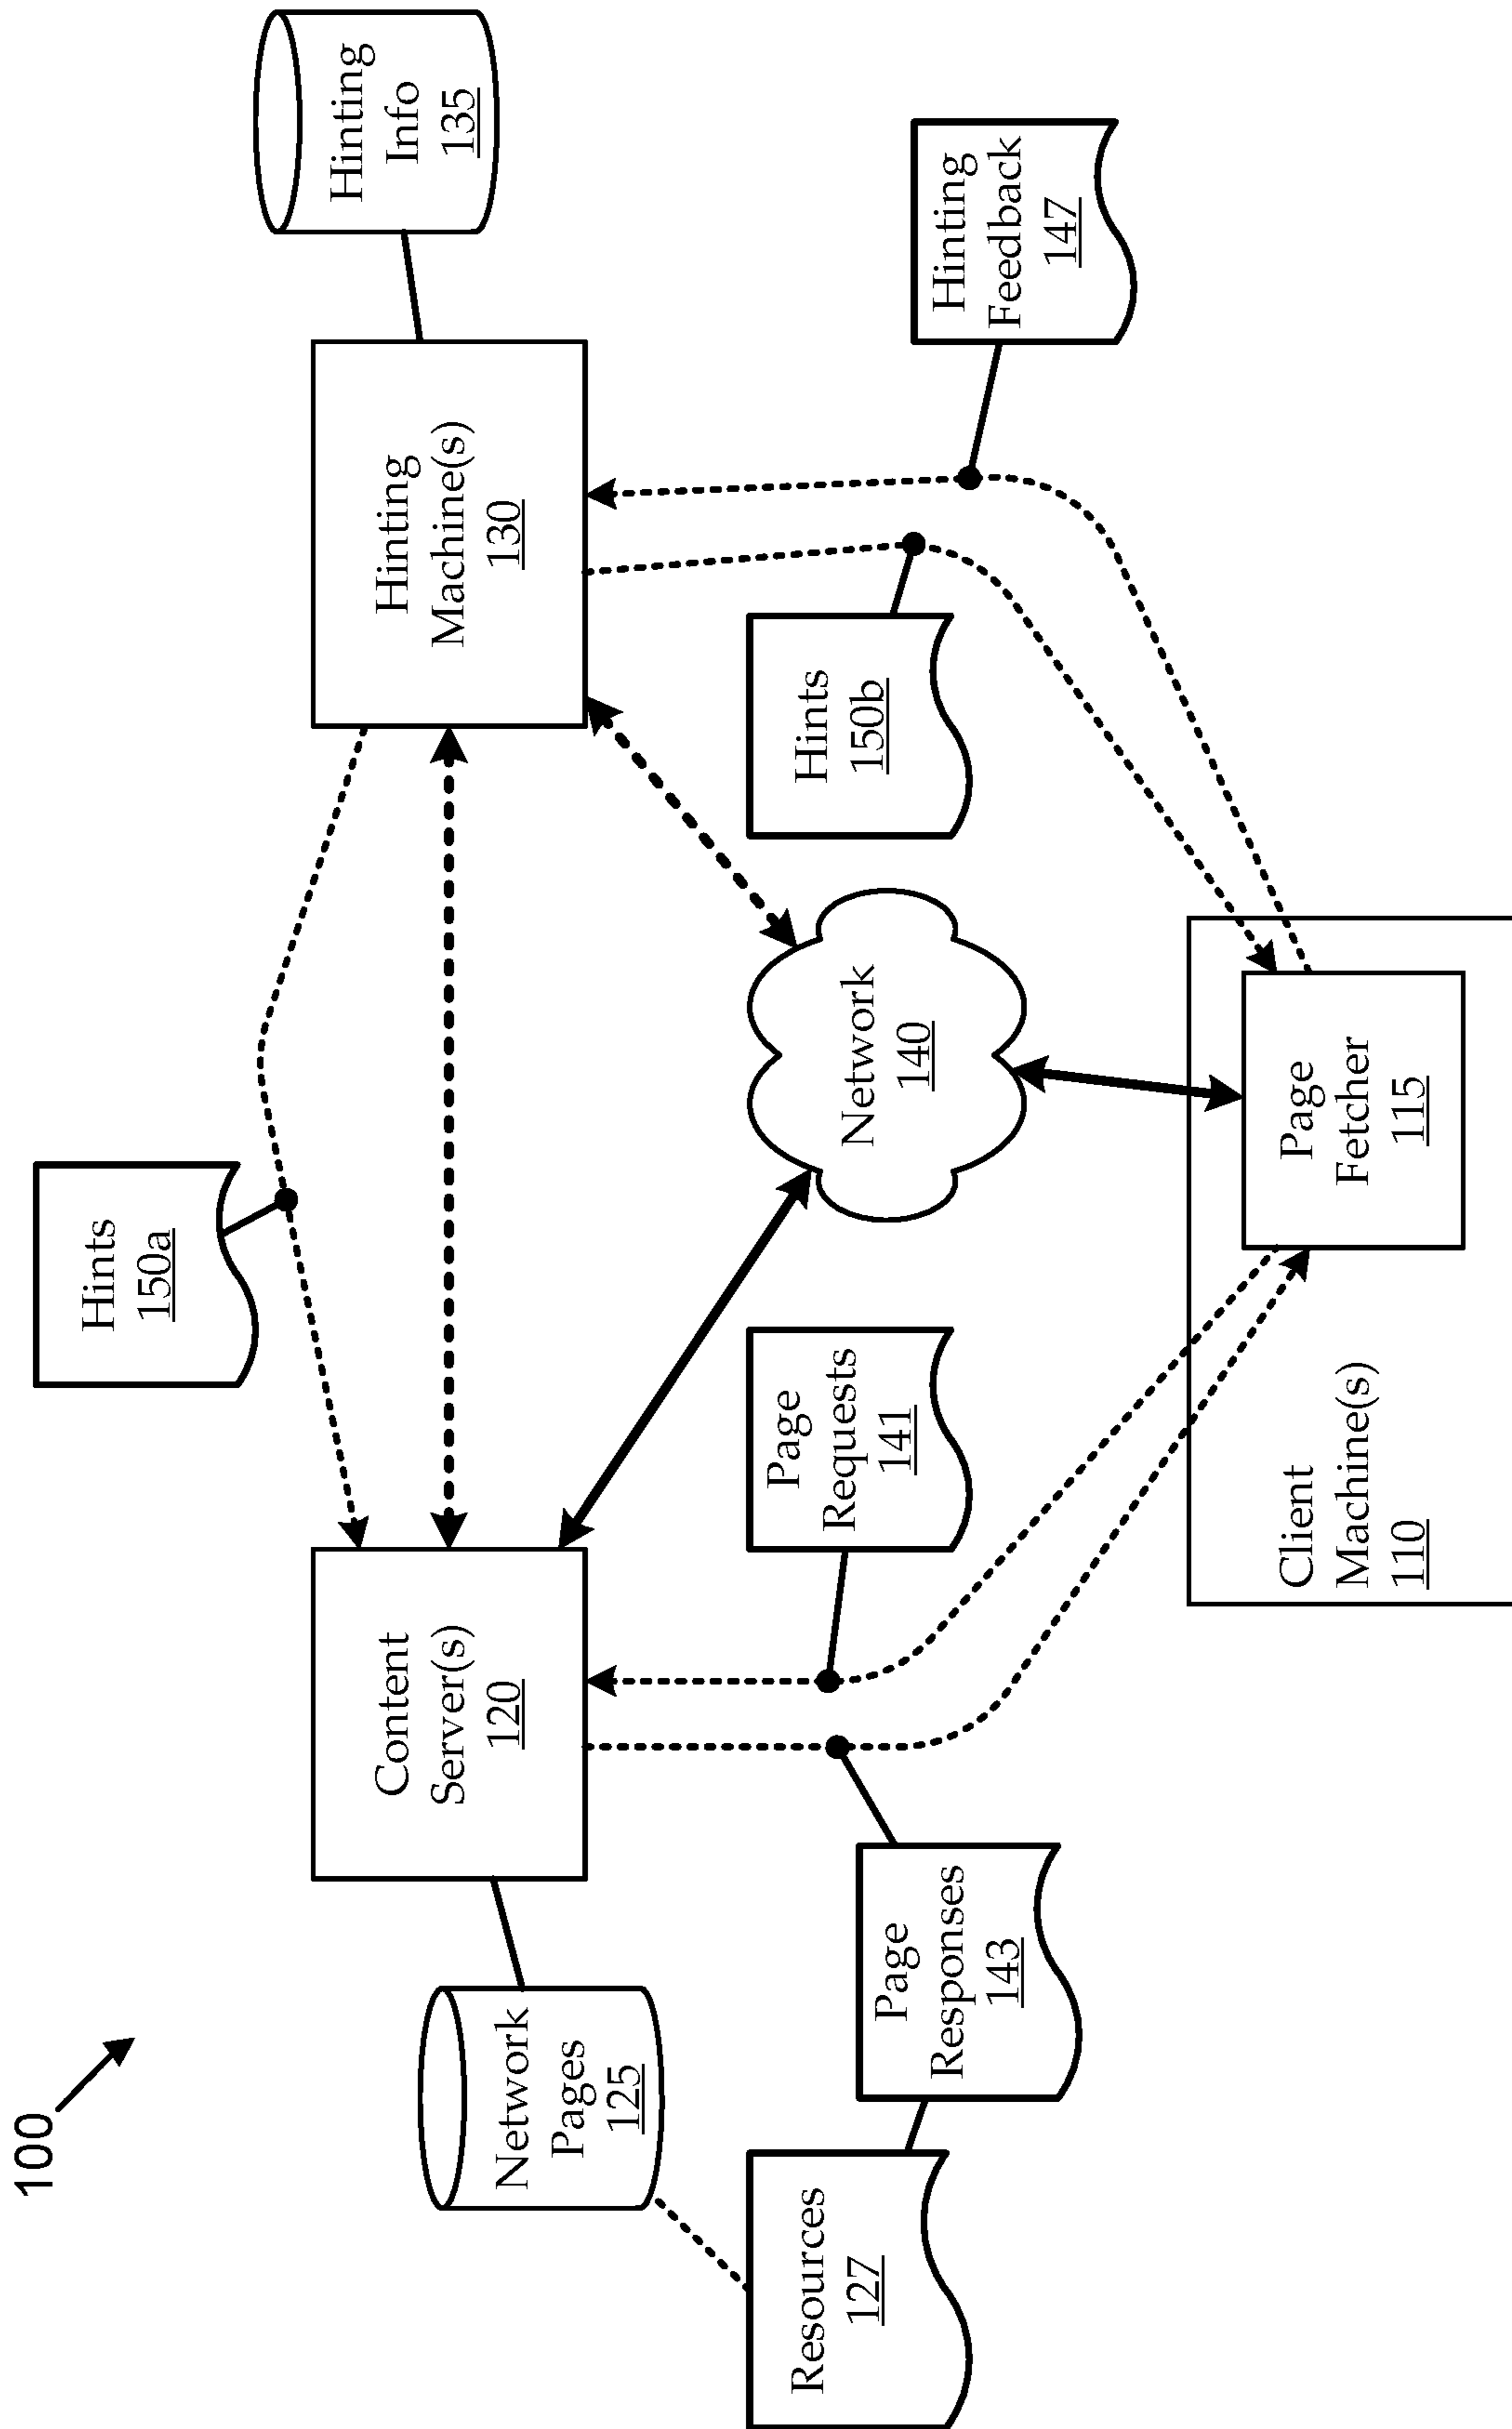 100
Hints
150a
Hinting
Info
135
Network
Pages
125
Content
Server(s)
120
Hinting
Machine(s)
130
Resources
127
Page
Responses
143
Page
Requests
141
Network
140
Hints
150b
Hinting
Feedback
147
Client
Machine(s)
110
Page
Fetcher
115